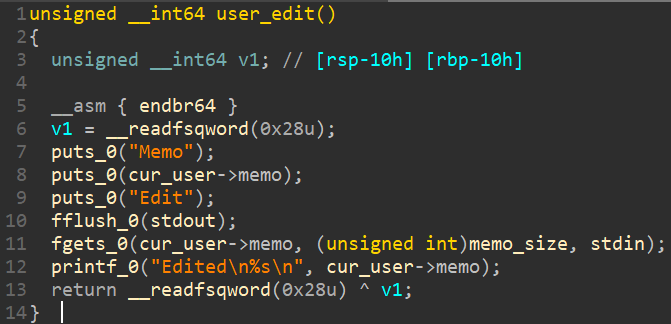 1 unsigned __int64 user_edit()
2 {
3   unsigned __int64 v1; // [rsp-10h] [rbp-10h]
4
5   __asm { endbr64 }
6   v1 = __readfsqword(0x28u);
7   puts_0("Memo");
8   puts_0(cur_user->memo);
9   puts_0("Edit");
10   fflush_0(stdout);
11   fgets_0(cur_user->memo, (unsigned int)memo_size, stdin);
12   printf_0("Edited\n%s\n", cur_user->memo);
13   return __readfsqword(0x28u) ^ v1;
14 }